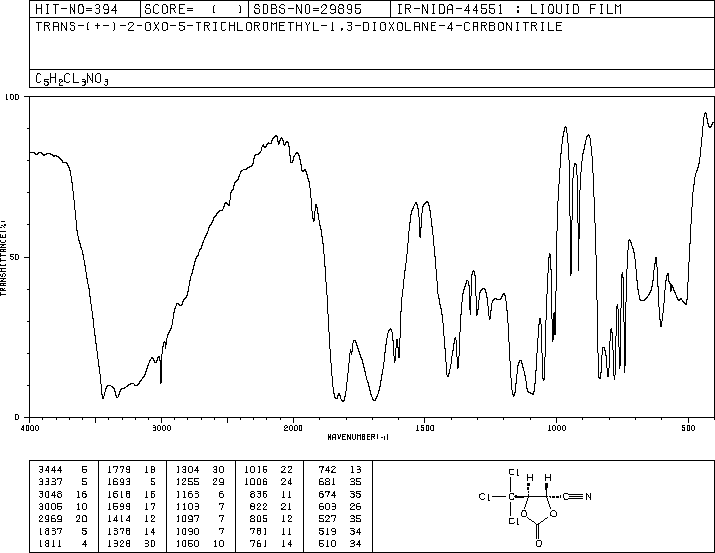 HIT-NO=394 SCORE= ( ) SDBS-NO=29895 IR-NIDA-44551 : LIQUID FILM
TRANS-(+-)-2-OXO-5-TRICHLOROMETHYL-1,3-DIOXOLANE-4-CARBONITRILE
C5H2CL3NO3
100
50
0
TRANSMITTANCE(%)
4000 3000 2000 1500 1000 500
WAVENUMBER(-1)
3444 6 1779 18 1304 30 1016 22 742 13
3337 5 1693 5 1255 29 1006 24 681 35
3048 16 1618 16 1163 6 836 11 674 35
3005 10 1599 17 1103 7 822 21 603 26
2969 20 1414 12 1097 7 805 12 527 35
1837 5 1378 14 1090 7 781 11 519 34
1811 4 1328 30 1050 10 761 14 510 34
Cl H H
Cl C C≡N
Cl O O
O